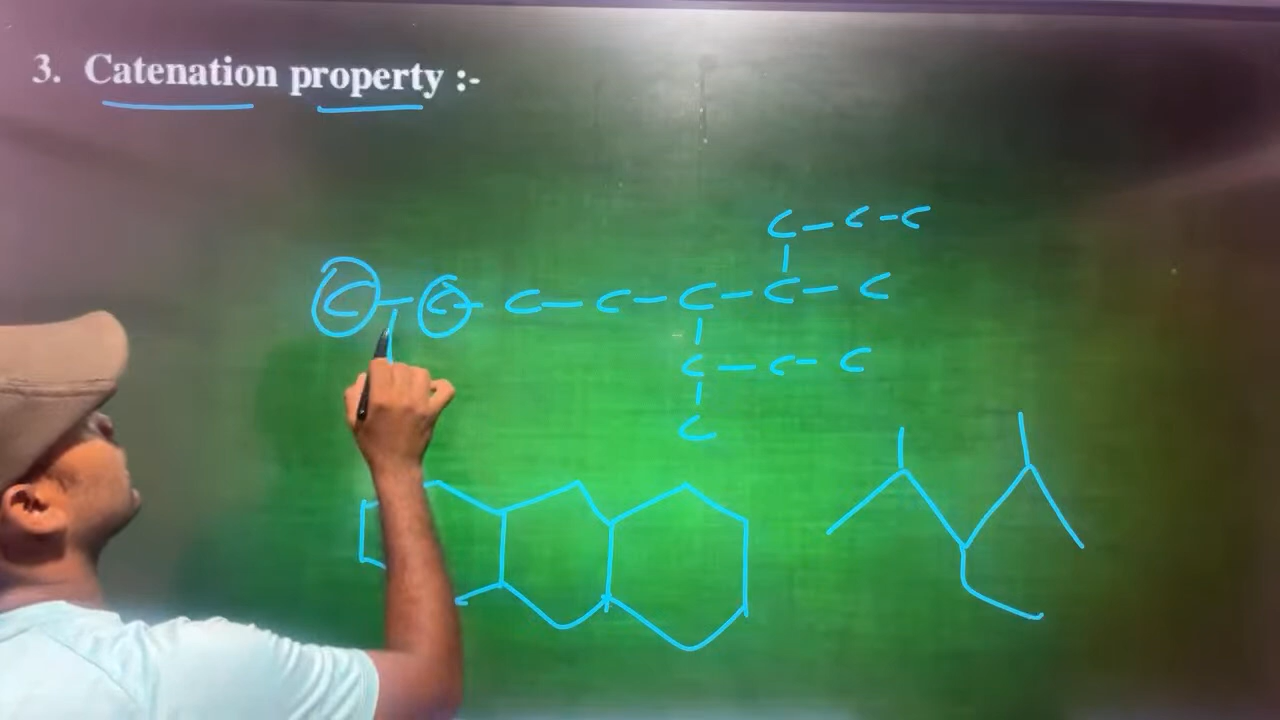 3. Catenation property :-
C - C - C
C - C - C - C - C - C - C
C - C - C
C